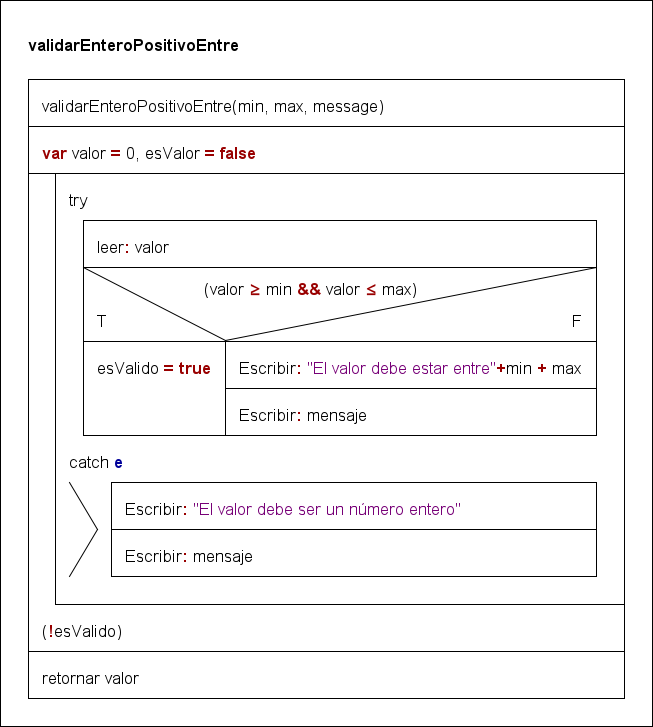 validarEnteroPositivoEntre
validarEnteroPositivoEntre(min, max, message)
var valor = 0, esValor = false
try
leer: valor
(valor ≥ min && valor ≤ max)
T F
esValido = true Escribir: "El valor debe estar entre"+min + max
Escribir: mensaje
catch e
Escribir: "El valor debe ser un número entero"
Escribir: mensaje
(!esValido)
retornar valor